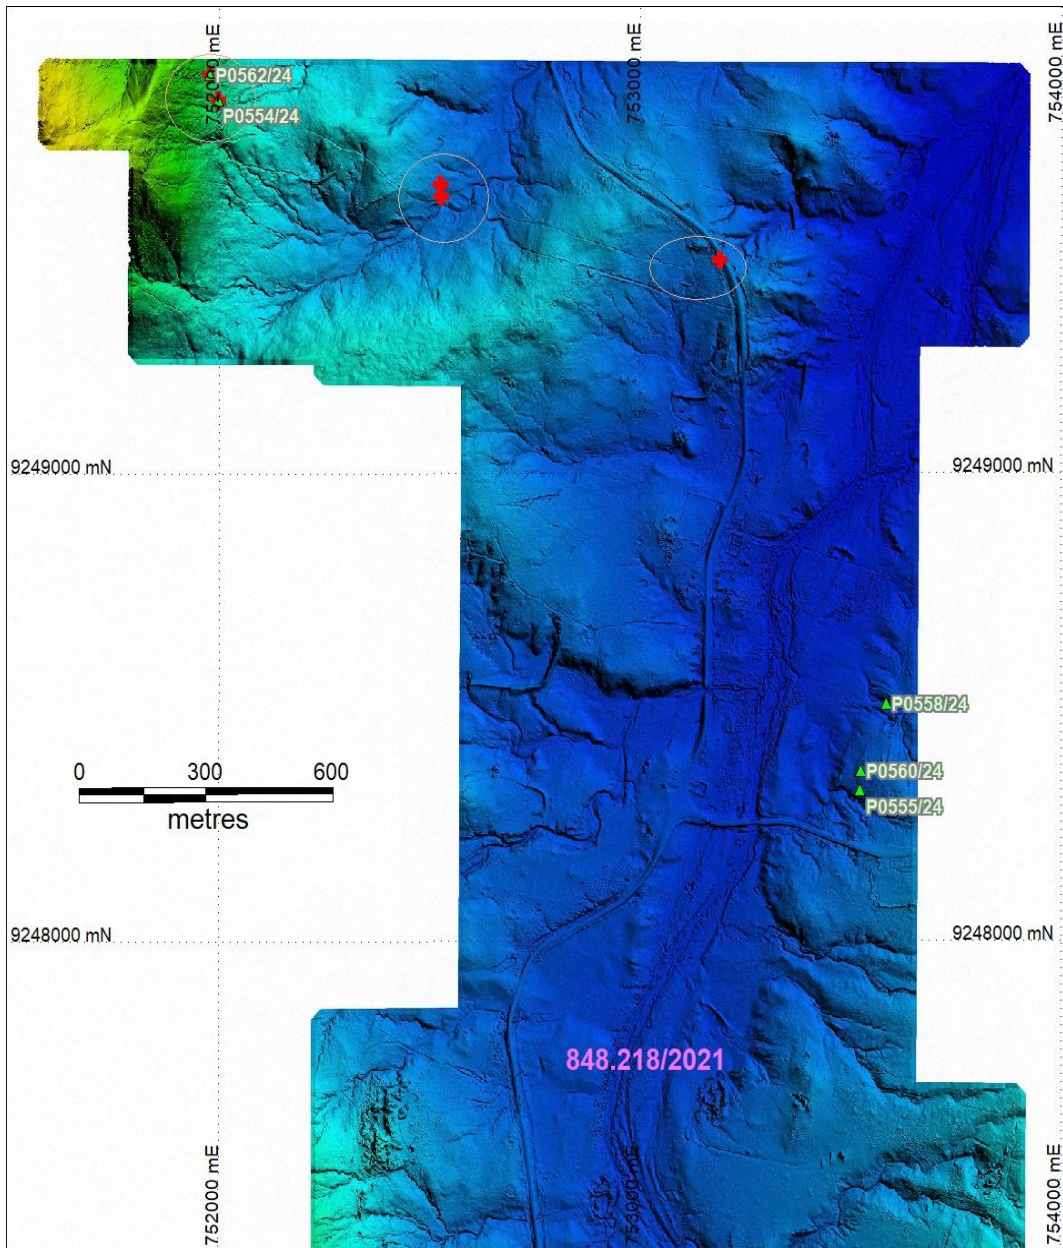 752000 mE
753000 mE
754000 mE
P0562/24
P0554/24
9249000 mN
9249000 mN
P0558/24
P0560/24
P0555/24
0 300 600
metres
9248000 mN
9248000 mN
848.218/2021
752000 mE
753000 mE
754000 mE